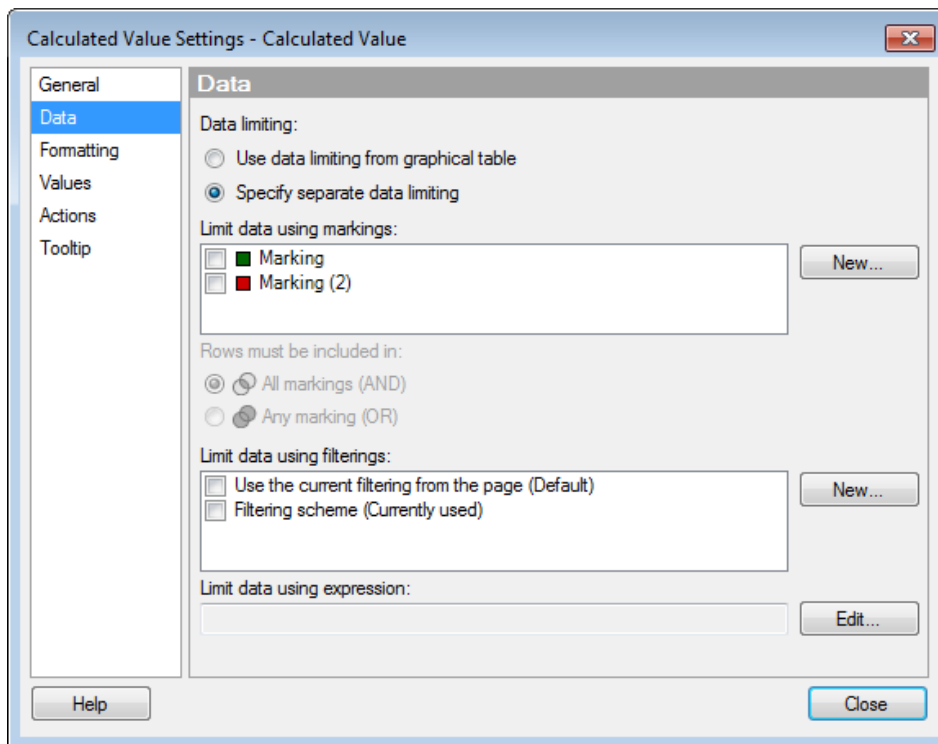 Calculated Value Settings - Calculated Value
General
Data
Formatting
Values
Actions
Tooltip
Data
Data limiting:
Use data limiting from graphical table
Specify separate data limiting
Limit data using markings:
Marking
Marking (2)
New...
Rows must be included in:
All markings (AND)
Any marking (OR)
Limit data using filterings:
Use the current filtering from the page (Default)
Filtering scheme (Currently used)
New...
Limit data using expression:
Edit...
Help
Close